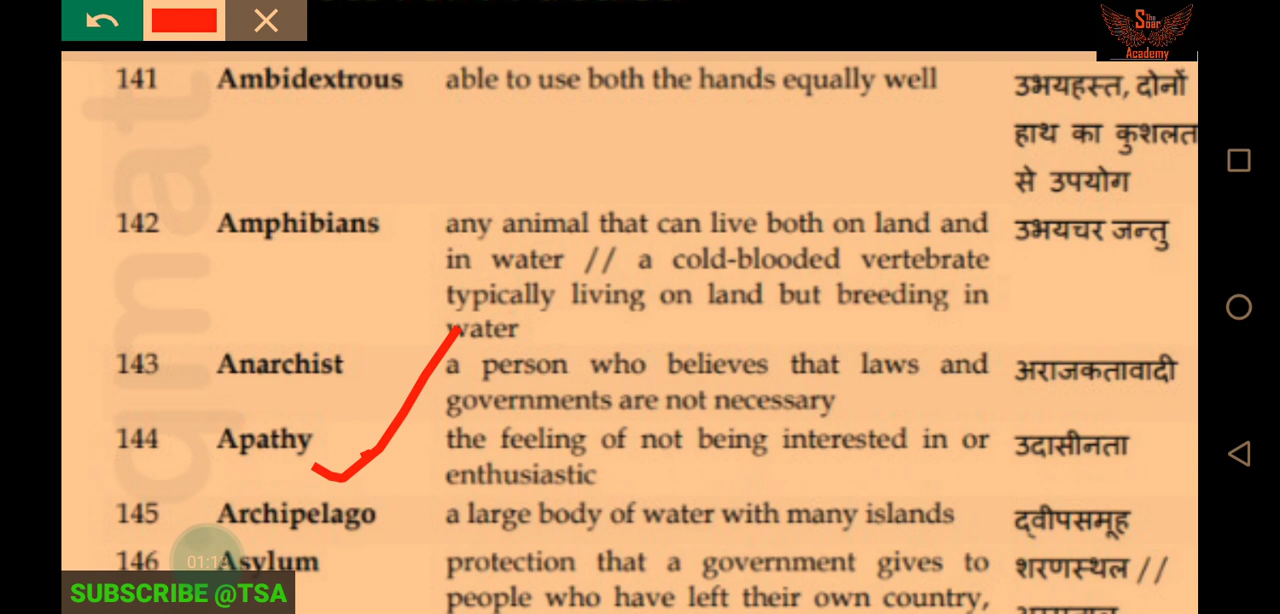 The
Soar
Academy
141 Ambidextrous able to use both the hands equally well उभयहस्त, दोनों
हाथ का कुशलत
से उपयोग
142 Amphibians any animal that can live both on land and उभयचर जन्तु
in water // a cold-blooded vertebrate
typically living on land but breeding in
water
143 Anarchist a person who believes that laws and अराजकतावादी
governments are not necessary
144 Apathy the feeling of not being interested in or उदासीनता
enthusiastic
145 Archipelago a large body of water with many islands द्वीपसमूह
146 Asylum protection that a government gives to शरणस्थल //
people who have left their own country,
SUBSCRIBE @TSA
qmat